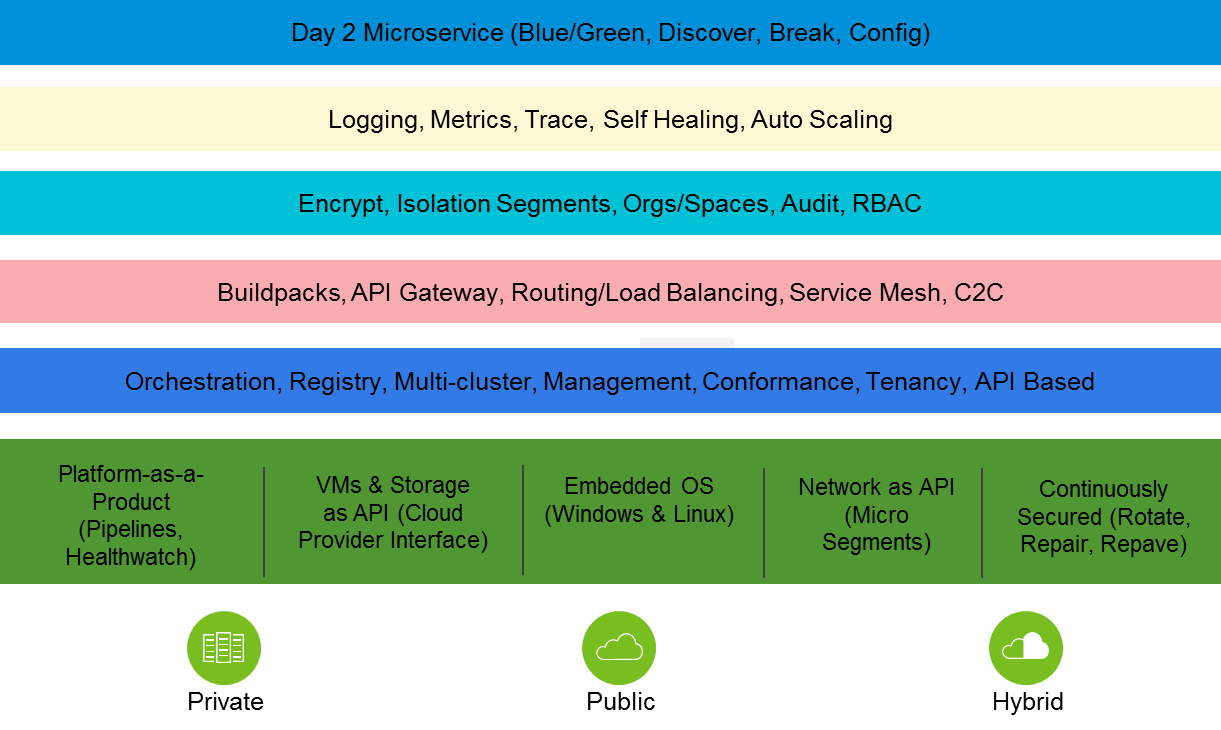 Day 2 Microservice (Blue/Green, Discover, Break, Config)
Logging, Metrics, Trace, Self Healing, Auto Scaling
Encrypt, Isolation Segments, Orgs/Spaces, Audit, RBAC
Buildpacks, API Gateway, Routing/Load Balancing, Service Mesh, C2C
Orchestration, Registry, Multi-cluster, Management, Conformance, Tenancy, API Based
Platform-as-a-
Product
(Pipelines,
Healthwatch)
VMs & Storage
as API (Cloud
Provider Interface)
Embedded OS
(Windows & Linux)
Network as API
(Micro
Segments)
Continuously
Secured (Rotate,
Repair, Repave)
Private
Public
Hybrid